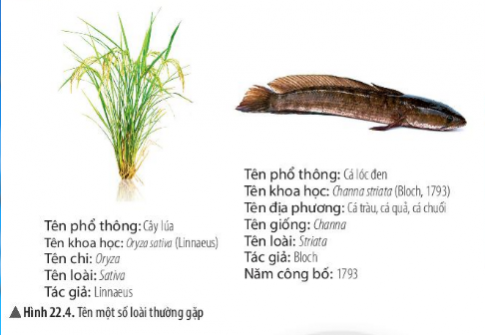 Tên phổ thông: Cây lúa
Tên khoa học: Oryza sativa (Linnaeus)
Tên chi: Oryza
Tên loài: Sativa
Tác giả: Linnaeus
Tên phổ thông: Cá lóc đen
Tên khoa học: Channa striata (Bloch, 1793)
Tên địa phương: Cá tràu, cá quả, cá chuối
Tên giống: Channa
Tên loài: Striata
Tác giả: Bloch
Năm công bố: 1793
▲ Hình 22.4. Tên một số loài thường gặp